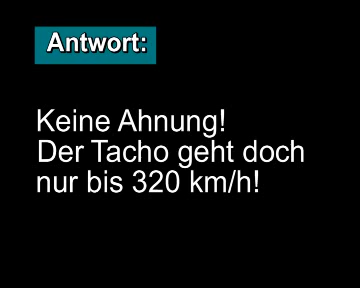 Antwort:
Keine Ahnung!
Der Tacho geht doch
nur bis 320 km/h!